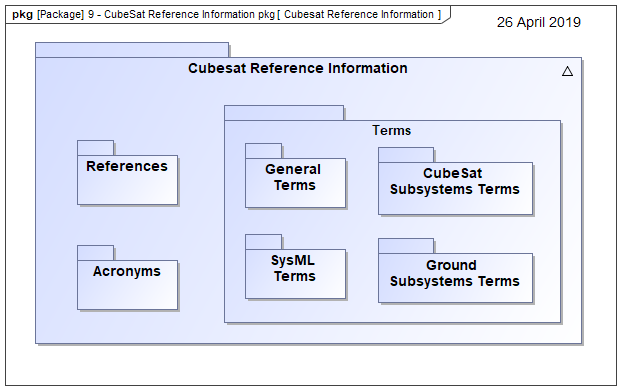 pkg [Package] 9 - CubeSat Reference Information pkg [ Cubesat Reference Information ]
26 April 2019
Cubesat Reference Information
Terms
References
General
Terms
CubeSat
Subsystems Terms
Acronyms
SysML
Terms
Ground
Subsystems Terms